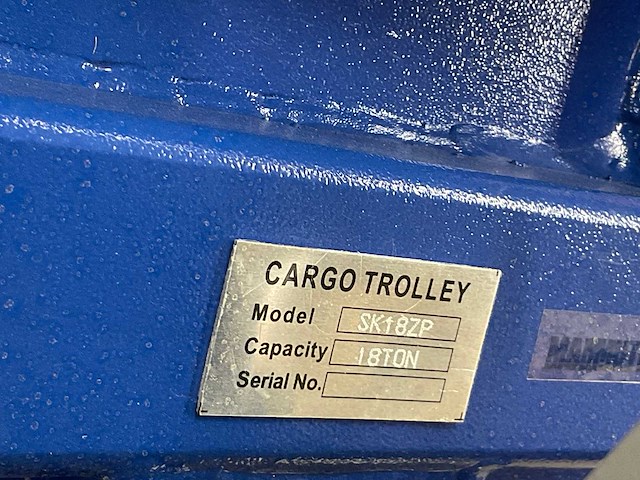 CARGO TROLLEY
Model SK18ZP
Capacity 18TON
Serial No.